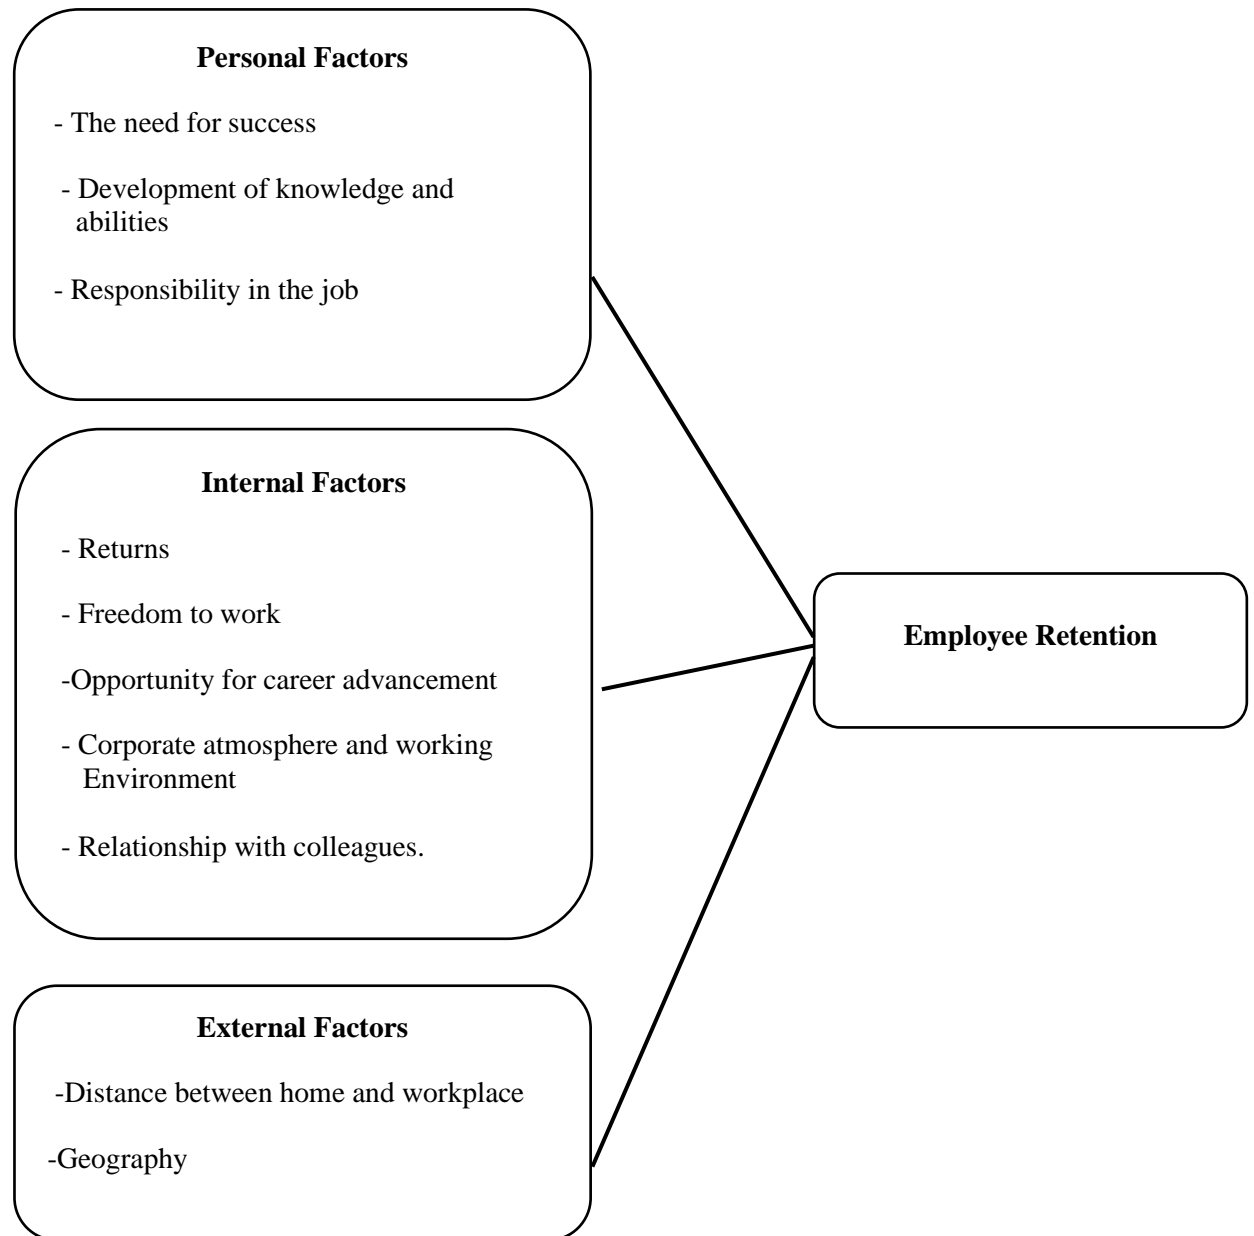 Personal Factors
- The need for success
- Development of knowledge and
abilities
- Responsibility in the job
Internal Factors
- Returns
- Freedom to work
-Opportunity for career advancement
- Corporate atmosphere and working
Environment
- Relationship with colleagues.
External Factors
-Distance between home and workplace
-Geography
Employee Retention